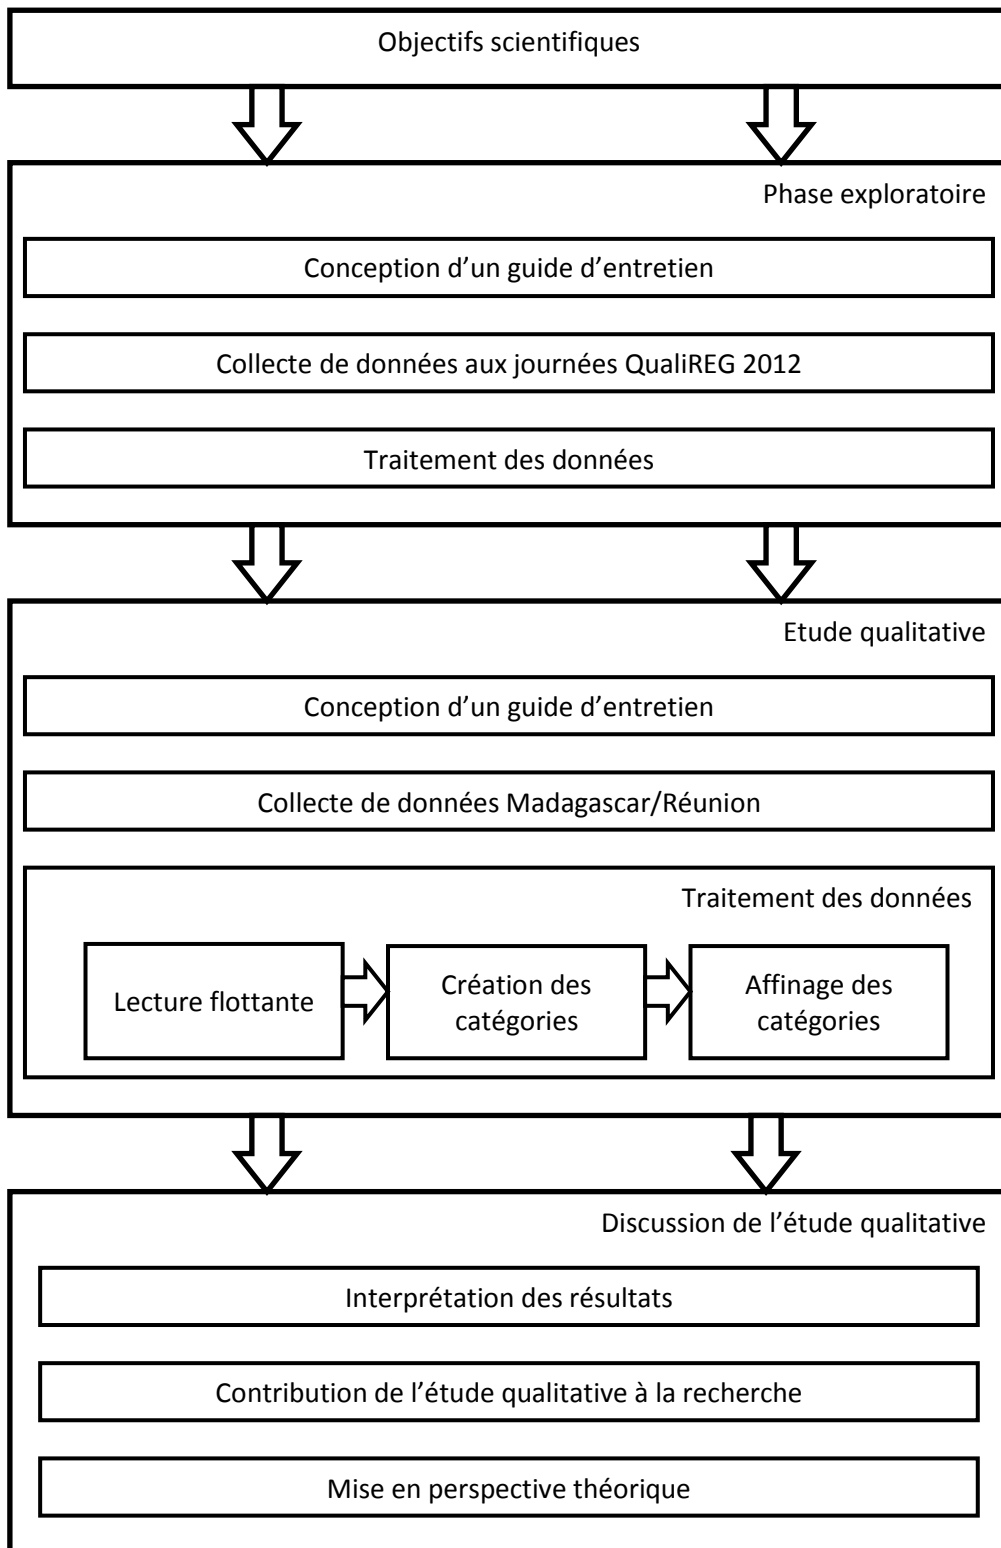 Objectifs scientifiques
Phase exploratoire
Conception d’un guide d’entretien
Collecte de données aux journées QualiREG 2012
Traitement des données
Etude qualitative
Conception d’un guide d’entretien
Collecte de données Madagascar/Réunion
Traitement des données
Lecture flottante
Création des
catégories
Affinage des
catégories
Discussion de l’étude qualitative
Interprétation des résultats
Contribution de l’étude qualitative à la recherche
Mise en perspective théorique